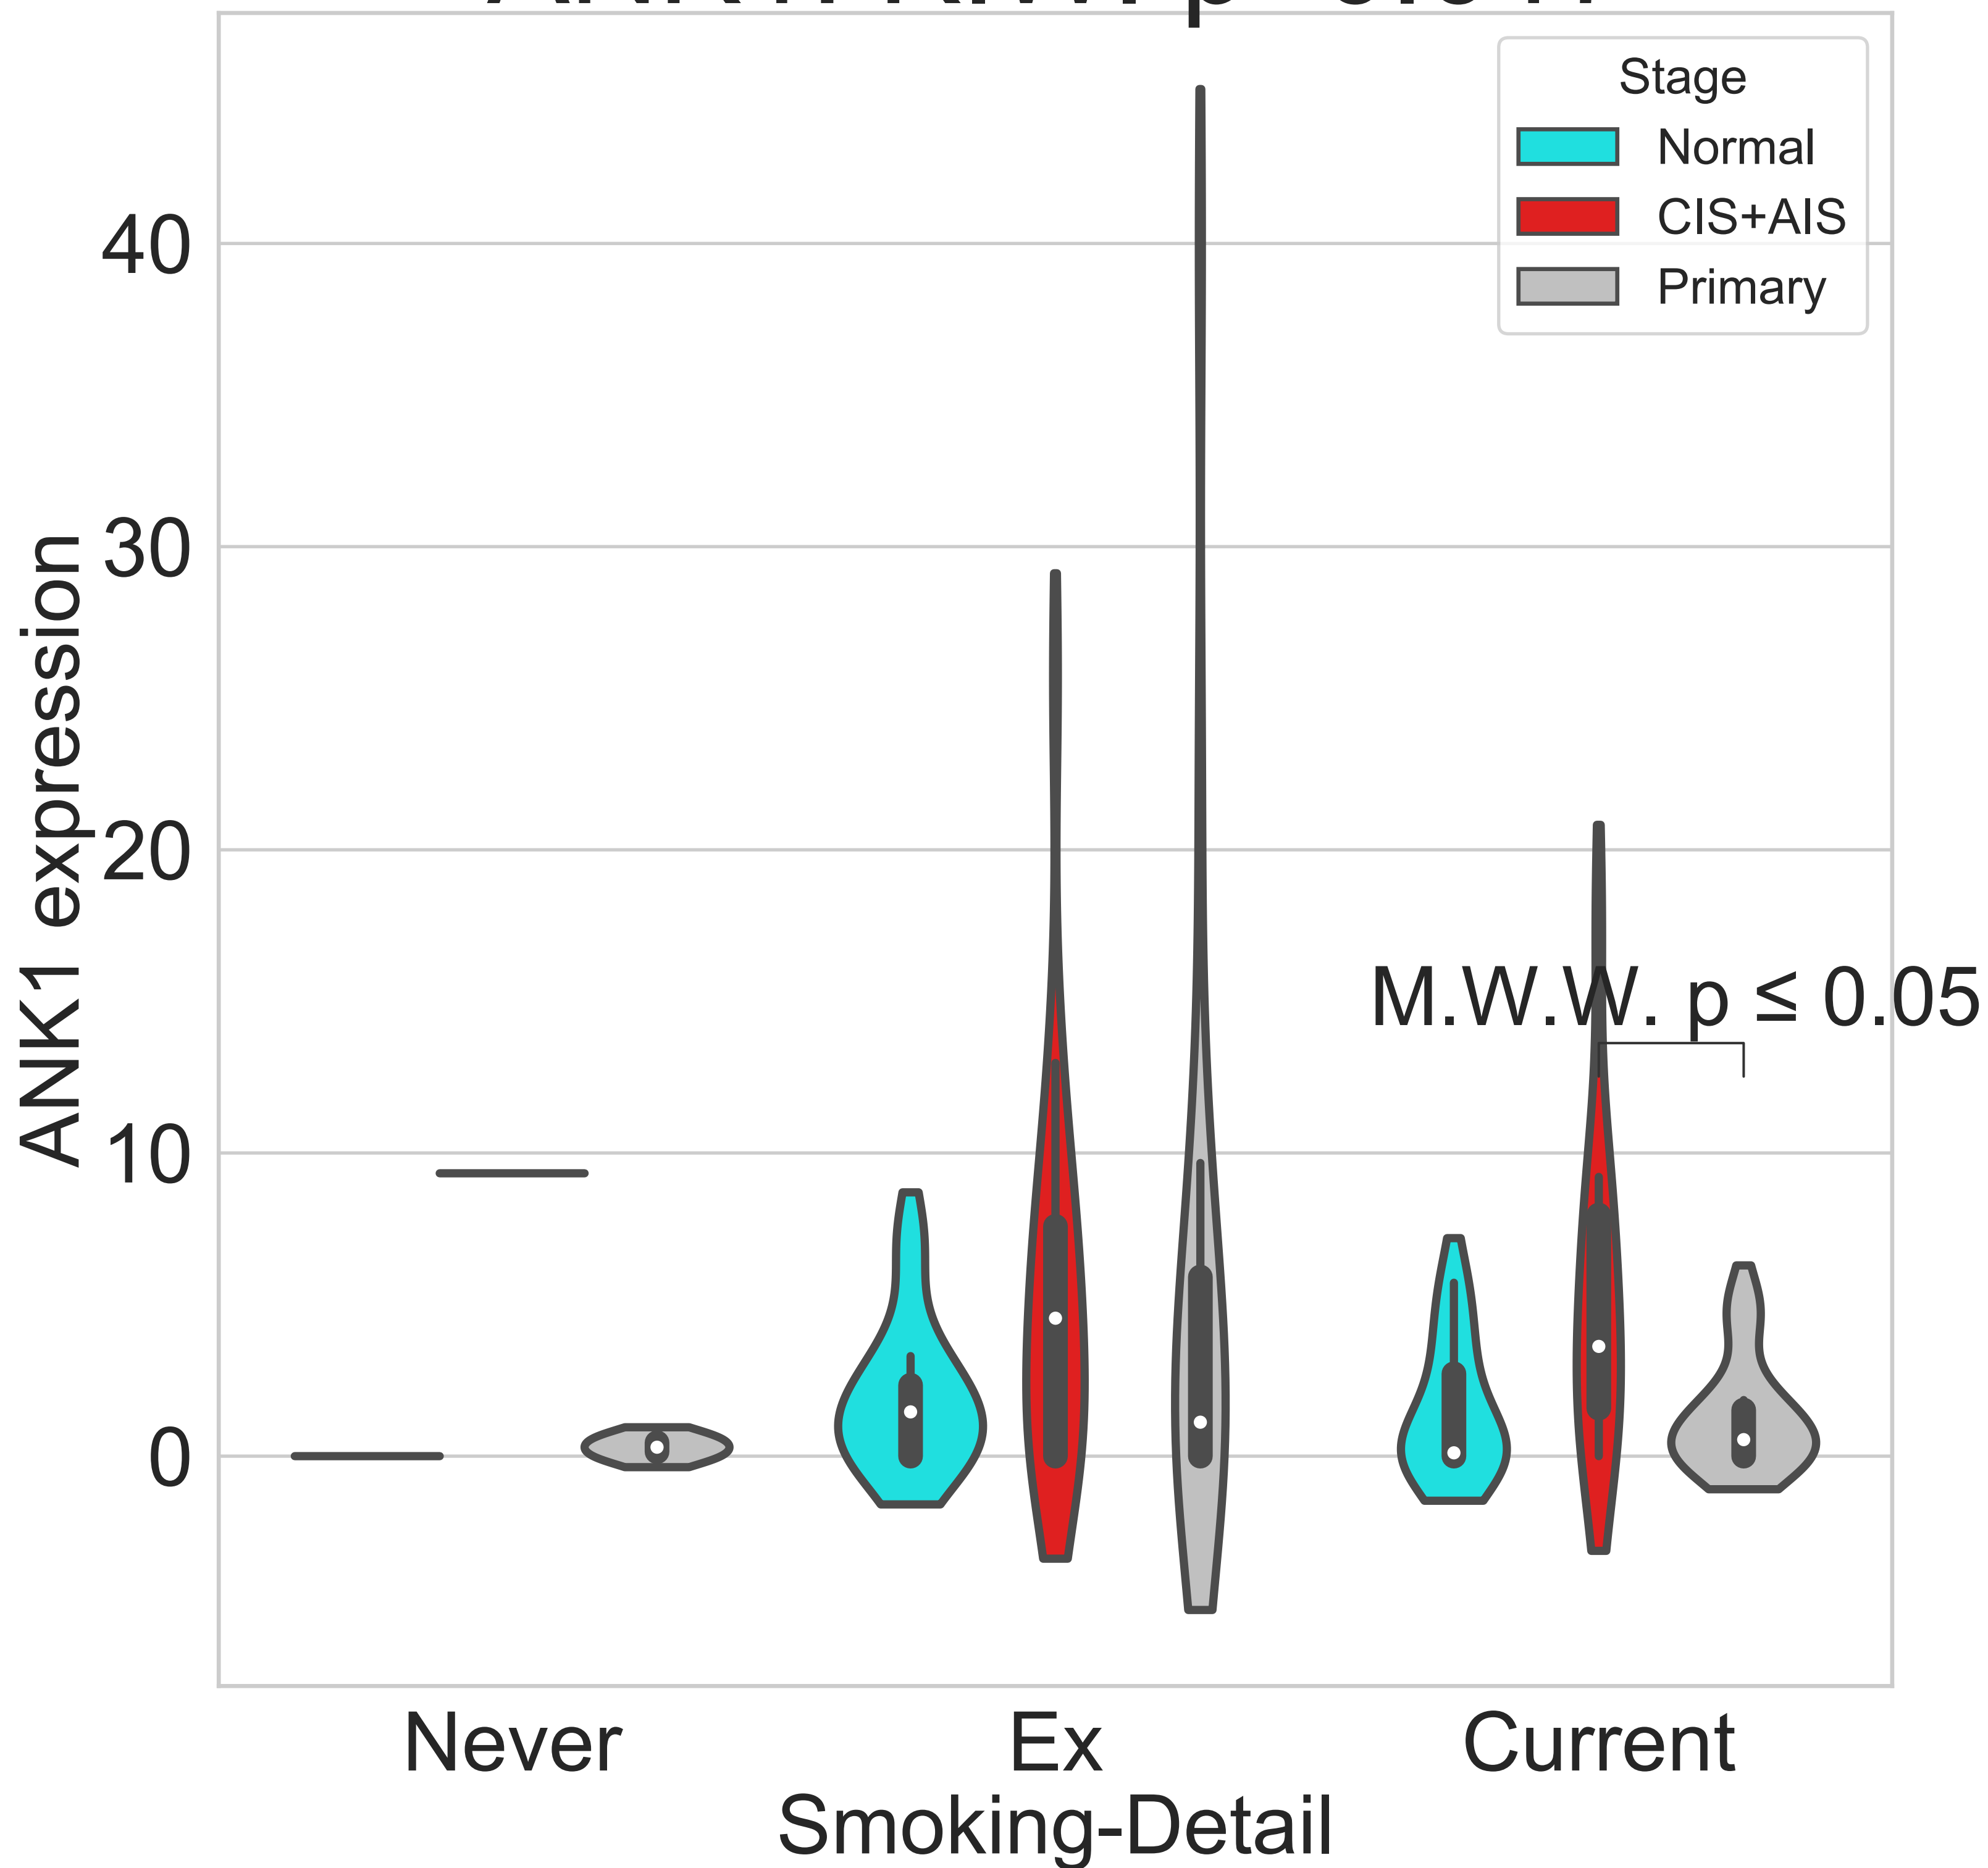 Stage
Normal
CIS+AIS
Primary
40
30
20
10
0
ANK1 expression
M.W.W. p ≤ 0.05
Never
Ex
Current
Smoking-Detail